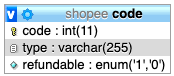 shopee code
code : int(11)
type : varchar(255)
refundable : enum('1','0')